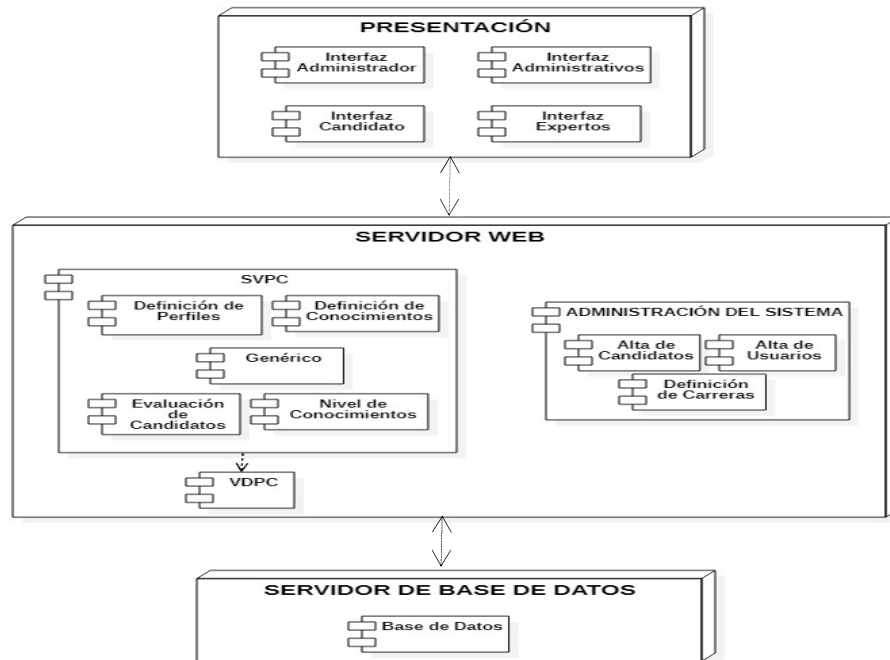 PRESENTACIÓN
Interfaz
Administrador
Interfaz
Administrativos
Interfaz
Candidato
Interfaz
Expertos
SERVIDOR WEB
SVPC
Definición de
Perfiles
Definición de
Conocimientos
Genérico
Evaluación
de
Candidatos
Nivel de
Conocimientos
VDPC
ADMINISTRACIÓN DEL SISTEMA
Alta de
Candidatos
Alta de
Usuarios
Definición
de Carreras
SERVIDOR DE BASE DE DATOS
Base de Datos